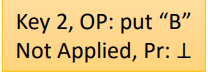 Key 2, OP: put “B”
Not Applied, Pr: ⊥